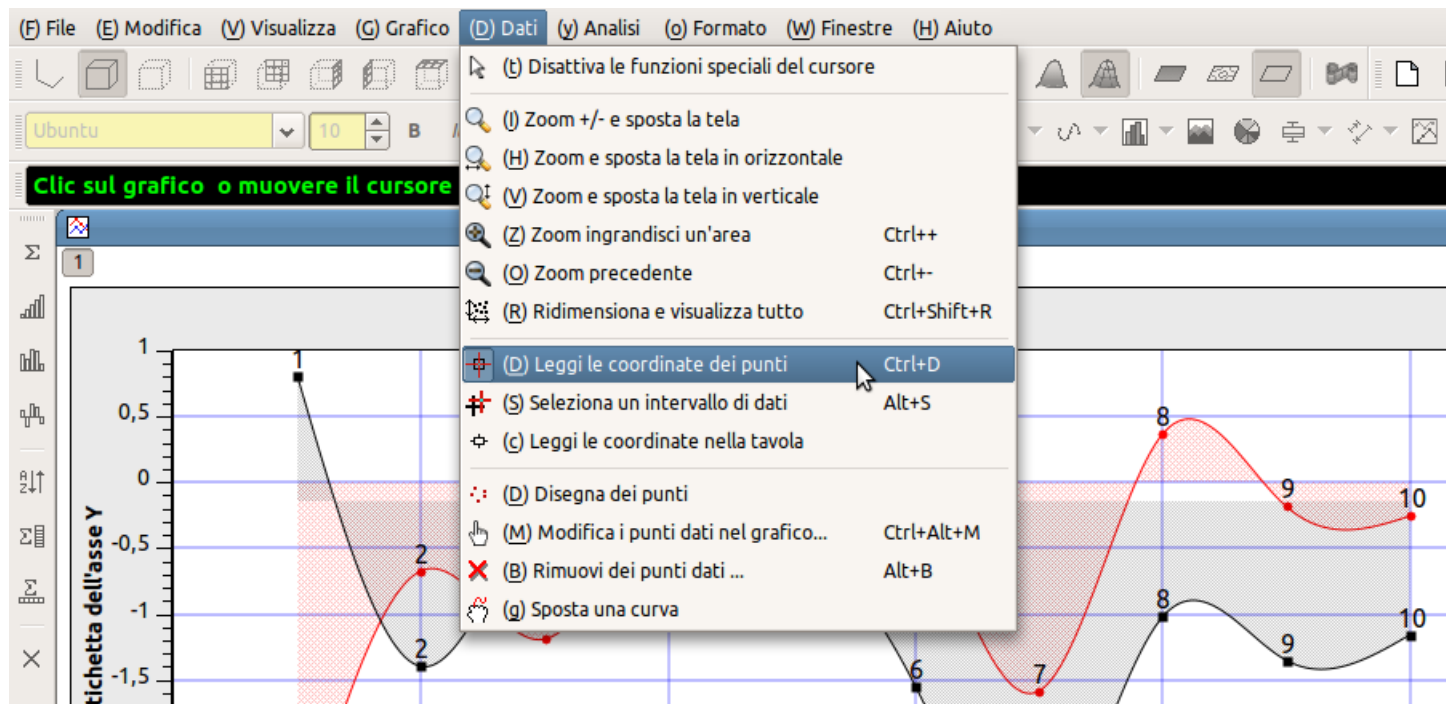 (F) File (E) Modifica (V) Visualizza (G) Grafico (D) Dati (y) Analisi (o) Formato (W) Finestre (H) Aiuto
(t) Disattiva le funzioni speciali del cursore
Ubuntu 10 B
(I) Zoom +/- e sposta la tela
(H) Zoom e sposta la tela in orizzontale
Clic sul grafico o muovere il cursore
(V) Zoom e sposta la tela in verticale
(Z) Zoom ingrandisci un'area Ctrl++
1
(O) Zoom precedente Ctrl+-
(R) Ridimensiona e visualizza tutto Ctrl+Shift+R
(D) Leggi le coordinate dei punti Ctrl+D
(S) Seleziona un intervallo di dati Alt+S
(c) Leggi le coordinate nella tavola
(D) Disegna dei punti
(M) Modifica i punti dati nel grafico... Ctrl+Alt+M
(B) Rimuovi dei punti dati ... Alt+B
(g) Sposta una curva
1
0,5
0
-0,5
-1
-1,5
tichetta dell'asse Y
1
2
2
6
7
8
9
10
8
9
10